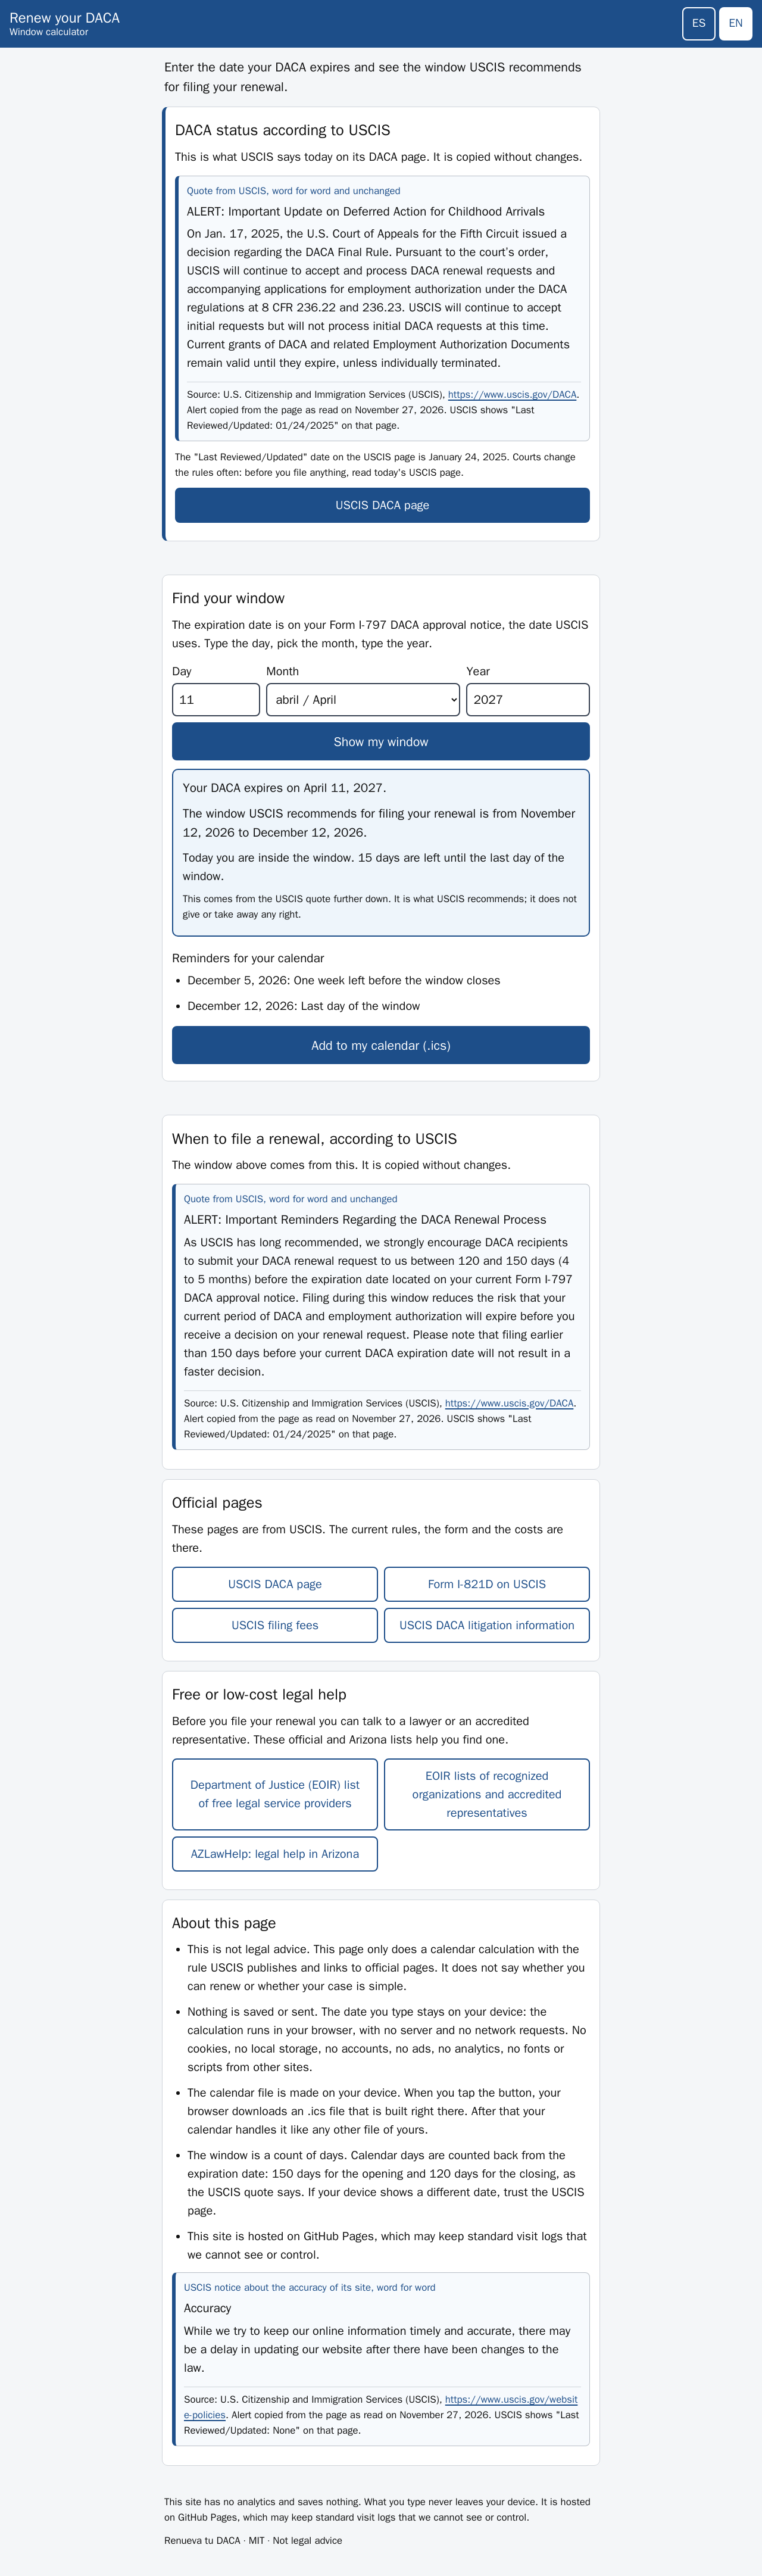 Renew your DACA
Window calculator
ES
EN
Enter the date your DACA expires and see the window USCIS recommends
for filing your renewal.
DACA status according to USCIS
This is what USCIS says today on its DACA page. It is copied without changes.
Quote from USCIS, word for word and unchanged
ALERT: Important Update on Deferred Action for Childhood Arrivals
On Jan. 17, 2025, the U.S. Court of Appeals for the Fifth Circuit issued a
decision regarding the DACA Final Rule. Pursuant to the court's order,
USCIS will continue to accept and process DACA renewal requests and
accompanying applications for employment authorization under the DACA
regulations at 8 CFR 236.22 and 236.23. USCIS will continue to accept
initial requests but will not process initial DACA requests at this time.
Current grants of DACA and related Employment Authorization Documents
remain valid until they expire, unless individually terminated.
Source: U.S. Citizenship and Immigration Services (USCIS), https://www.uscis.gov/DACA.
Alert copied from the page as read on November 27, 2026. USCIS shows "Last
Reviewed/Updated: 01/24/2025" on that page.
The "Last Reviewed/Updated" date on the USCIS page is January 24, 2025. Courts change
the rules often: before you file anything, read today's USCIS page.
USCIS DACA page
Find your window
The expiration date is on your Form I-797 DACA approval notice, the date USCIS
uses. Type the day, pick the month, type the year.
Day
Month
Year
11
abril / April
2027
Show my window
Your DACA expires on April 11, 2027.
The window USCIS recommends for filing your renewal is from November
12, 2026 to December 12, 2026.
Today you are inside the window. 15 days are left until the last day of the
window.
This comes from the USCIS quote further down. It is what USCIS recommends; it does not
give or take away any right.
Reminders for your calendar
• December 5, 2026: One week left before the window closes
• December 12, 2026: Last day of the window
Add to my calendar (.ics)
When to file a renewal, according to USCIS
The window above comes from this. It is copied without changes.
Quote from USCIS, word for word and unchanged
ALERT: Important Reminders Regarding the DACA Renewal Process
As USCIS has long recommended, we strongly encourage DACA recipients
to submit your DACA renewal request to us between 120 and 150 days (4
to 5 months) before the expiration date located on your current Form I-797
DACA approval notice. Filing during this window reduces the risk that your
current period of DACA and employment authorization will expire before you
receive a decision on your renewal request. Please note that filing earlier
than 150 days before your current DACA expiration date will not result in a
faster decision.
Source: U.S. Citizenship and Immigration Services (USCIS), https://www.uscis.gov/DACA.
Alert copied from the page as read on November 27, 2026. USCIS shows "Last
Reviewed/Updated: 01/24/2025" on that page.
Official pages
These pages are from USCIS. The current rules, the form and the costs are
there.
USCIS DACA page
Form I-821D on USCIS
USCIS filing fees
USCIS DACA litigation information
Free or low-cost legal help
Before you file your renewal you can talk to a lawyer or an accredited
representative. These official and Arizona lists help you find one.
Department of Justice (EOIR) list
of free legal service providers
EOIR lists of recognized
organizations and accredited
representatives
AZLawHelp: legal help in Arizona
About this page
• This is not legal advice. This page only does a calendar calculation with the
rule USCIS publishes and links to official pages. It does not say whether you
can renew or whether your case is simple.
• Nothing is saved or sent. The date you type stays on your device: the
calculation runs in your browser, with no server and no network requests. No
cookies, no local storage, no accounts, no ads, no analytics, no fonts or
scripts from other sites.
• The calendar file is made on your device. When you tap the button, your
browser downloads an .ics file that is built right there. After that your
calendar handles it like any other file of yours.
• The window is a count of days. Calendar days are counted back from the
expiration date: 150 days for the opening and 120 days for the closing, as
the USCIS quote says. If your device shows a different date, trust the USCIS
page.
• This site is hosted on GitHub Pages, which may keep standard visit logs that
we cannot see or control.
USCIS notice about the accuracy of its site, word for word
Accuracy
While we try to keep our online information timely and accurate, there may
be a delay in updating our website after there have been changes to the
law.
Source: U.S. Citizenship and Immigration Services (USCIS), https://www.uscis.gov/websit
e-policies. Alert copied from the page as read on November 27, 2026. USCIS shows "Last
Reviewed/Updated: None" on that page.
This site has no analytics and saves nothing. What you type never leaves your device. It is hosted
on GitHub Pages, which may keep standard visit logs that we cannot see or control.
Renueva tu DACA · MIT · Not legal advice